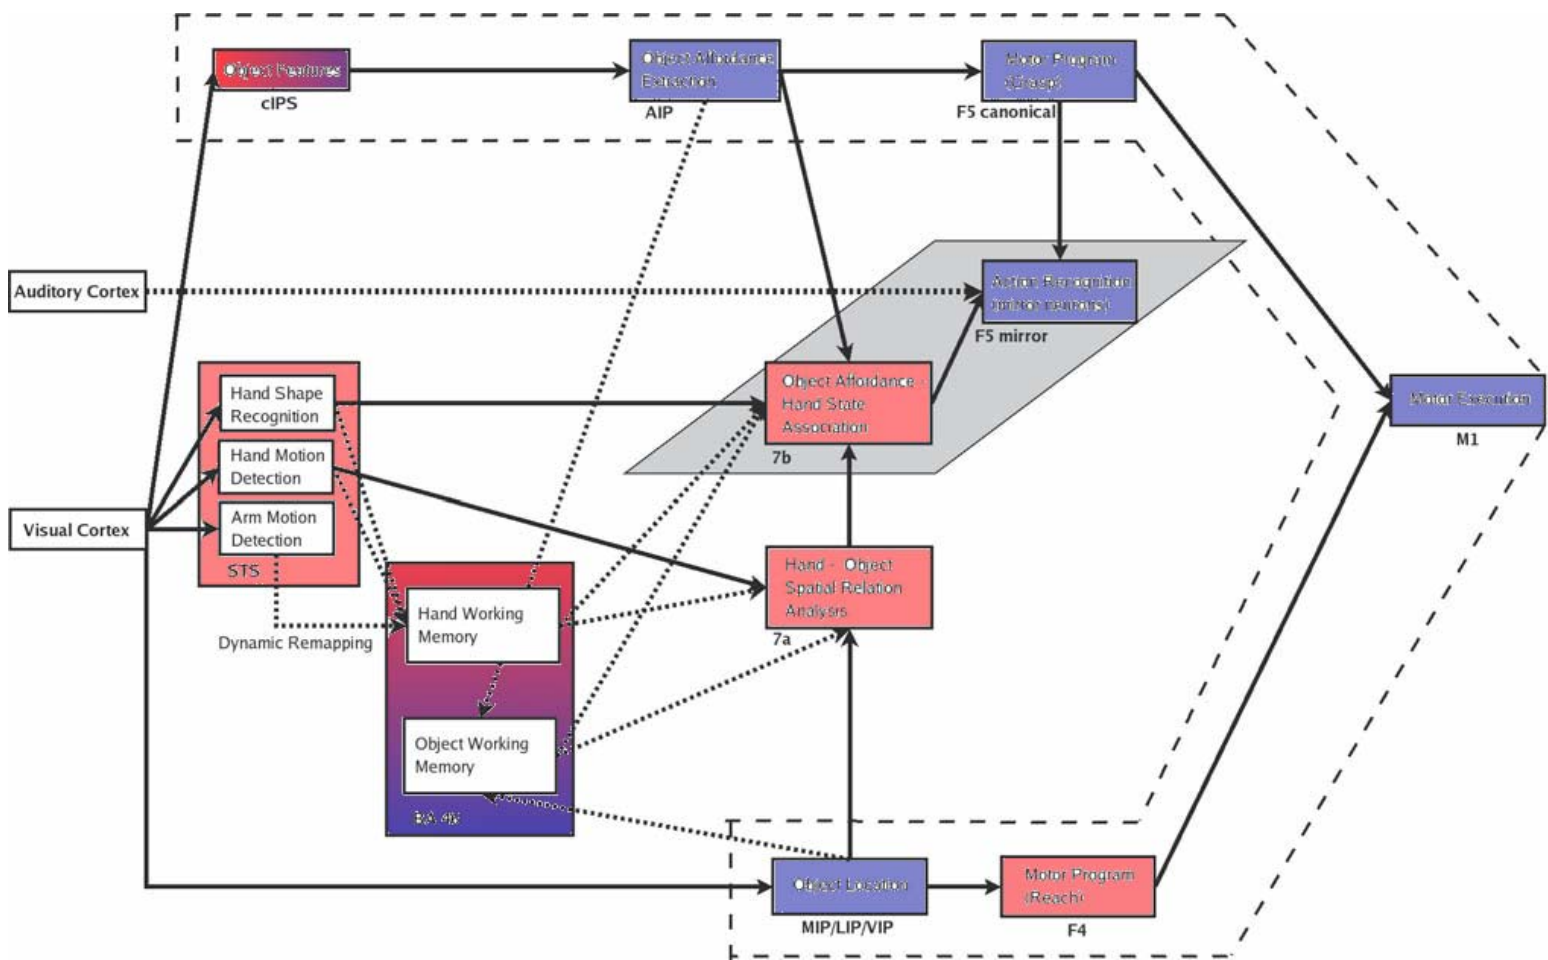 Object Features
cIPS
Object Affordance
Extraction
AIP
Motor Program
(Grasp)
F5 canonical
Auditory Cortex
Action Recognition
(mirror neurons)
F5 mirror
Hand Shape
Recognition
Hand Motion
Detection
Arm Motion
Detection
STS
Visual Cortex
Object Affordance -
Hand State
Association
7b
Motor Execution
M1
Hand - Object
Spatial Relation
Analysis
7a
Dynamic Remapping
Hand Working
Memory
Object Working
Memory
BA 46
Object Location
MIP/LIP/VIP
Motor Program
(Reach)
F4